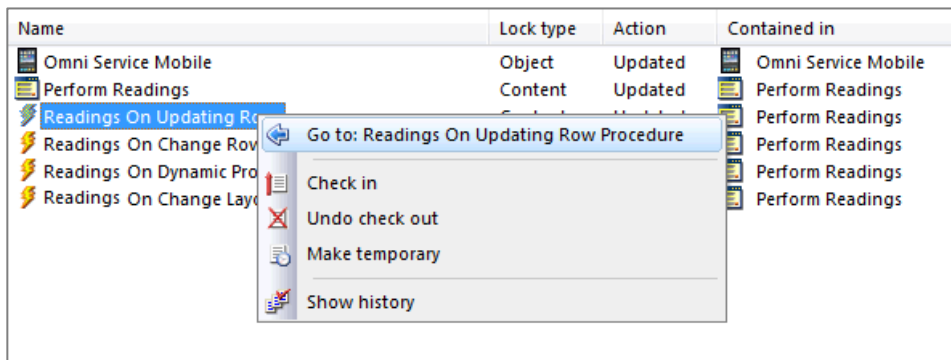 Name Lock type Action Contained in
Omni Service Mobile Object Updated Omni Service Mobile
Perform Readings Content Updated Perform Readings
Readings On Updating Perform Readings
Go to: Readings On Updating Row Procedure
Readings On Change Row Perform Readings
Readings On Dynamic Pro Perform Readings
Check in
Readings On Change Layo Perform Readings
Undo check out
Make temporary
Show history